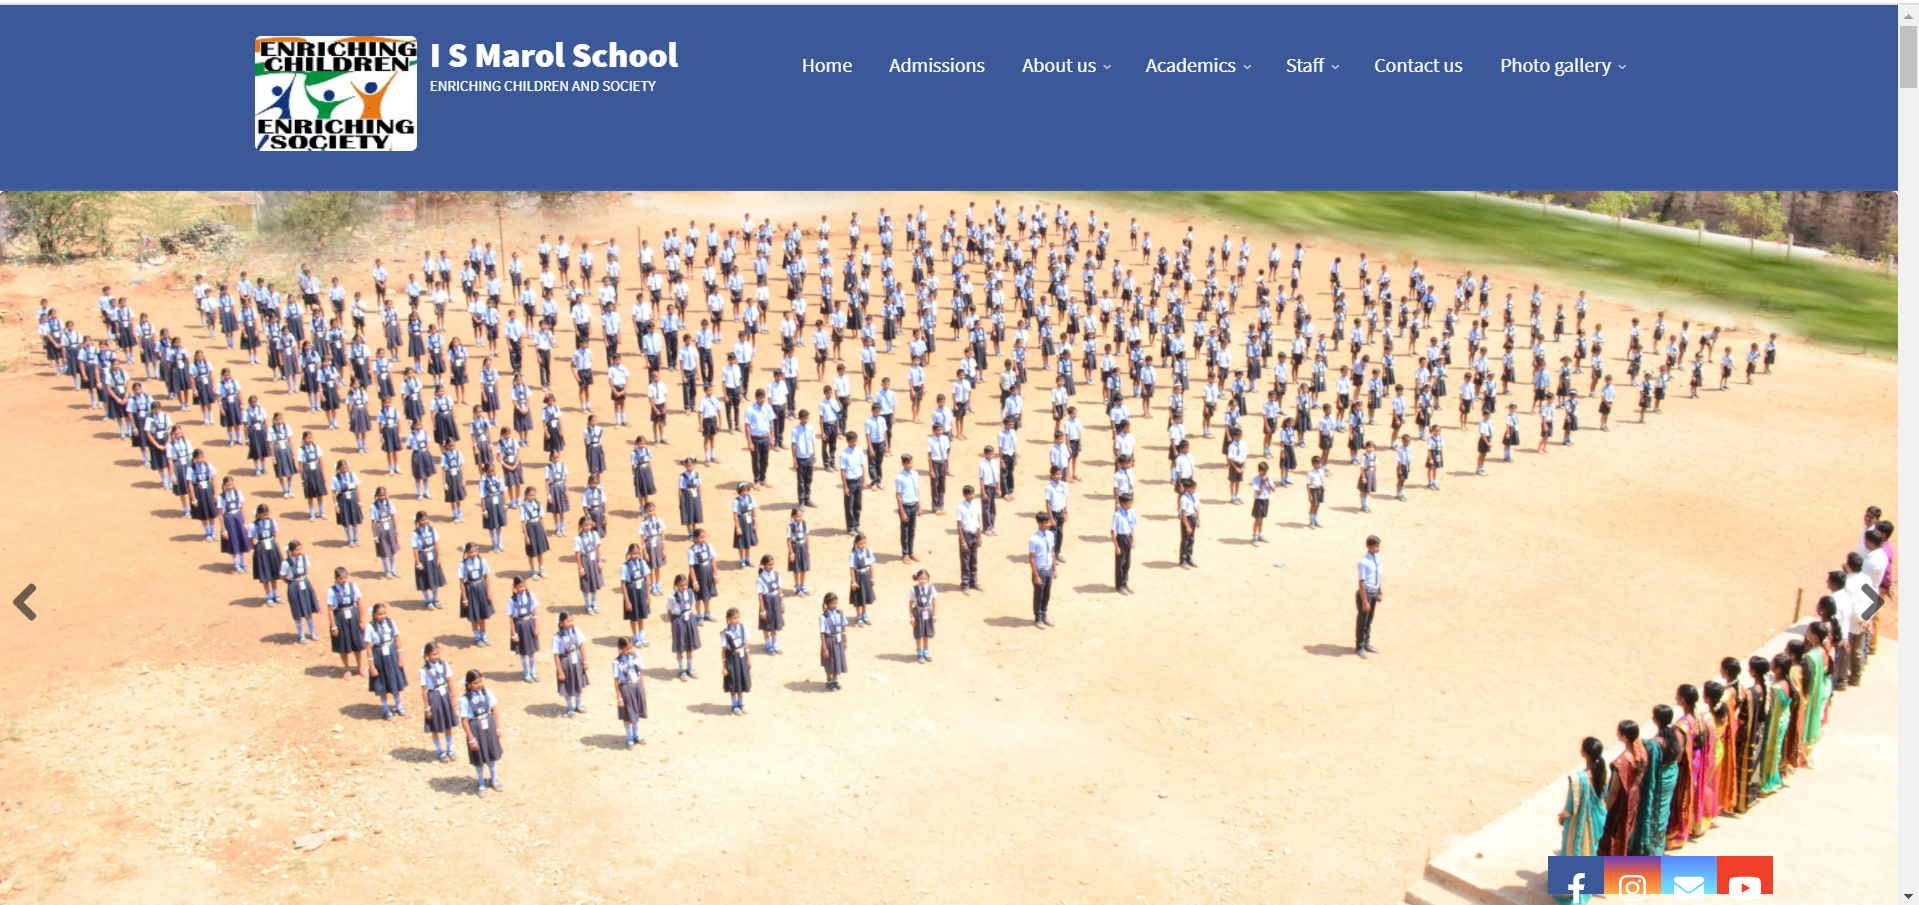 ENRICHING
CHILDREN
ENRICHING
SOCIETY
I S Marol School
ENRICHING CHILDREN AND SOCIETY
Home Admissions About us Academics Staff Contact us Photo gallery